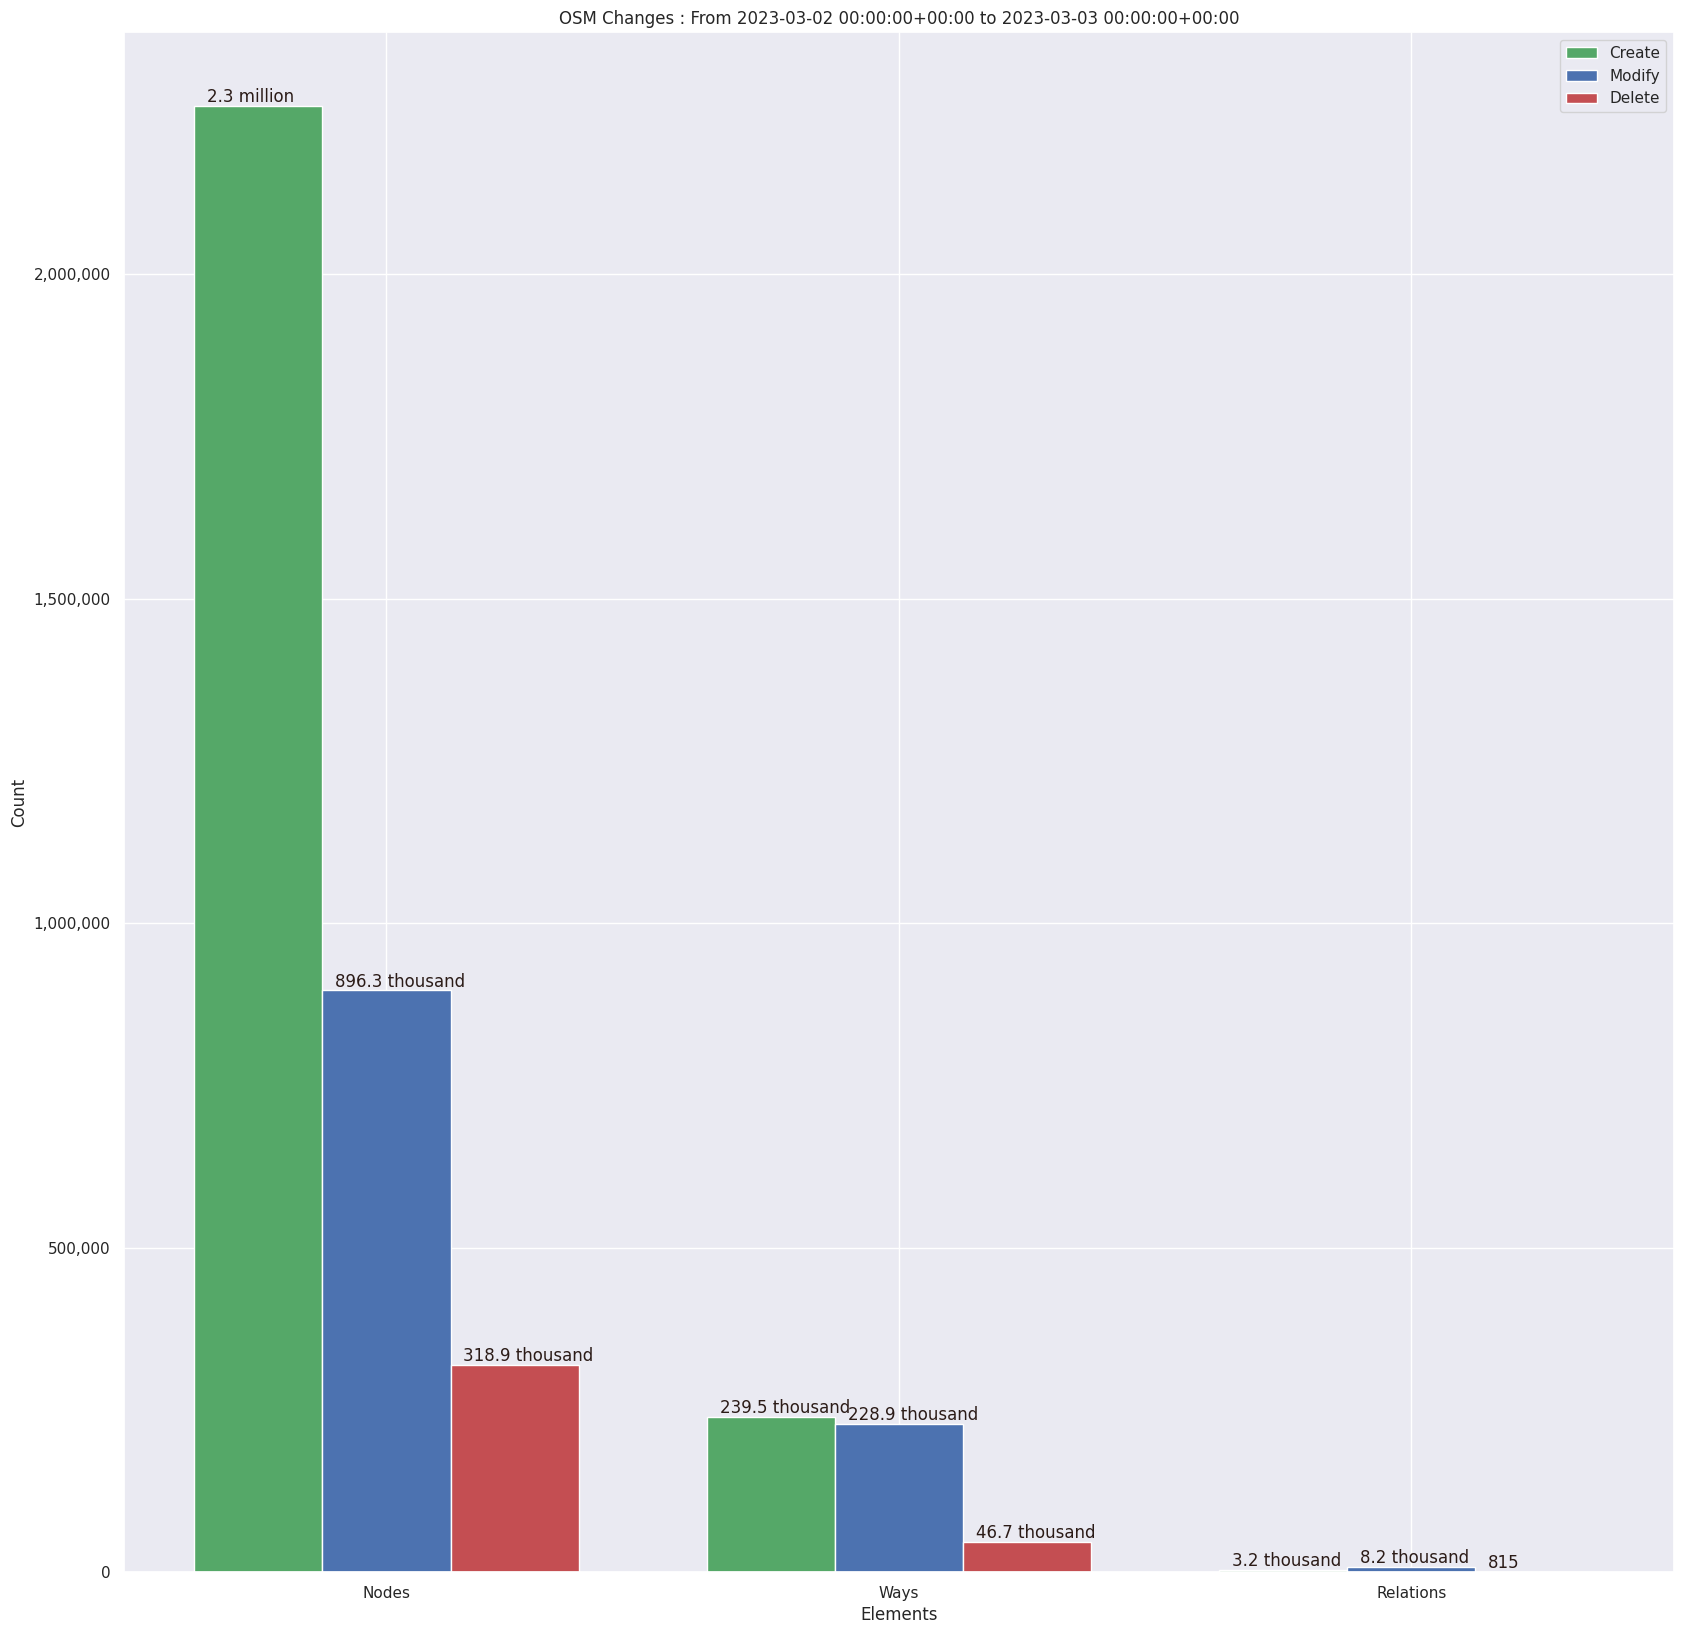 OSM Changes : From 2023-03-02 00:00:00+00:00 to 2023-03-03 00:00:00+00:00
Create
Modify
Delete
2.3 million
2,000,000
1,500,000
Count
1,000,000
896.3 thousand
318.9 thousand
500,000
239.5 thousand
228.9 thousand
46.7 thousand
3.2 thousand
8.2 thousand
815
0
Nodes
Ways
Relations
Elements